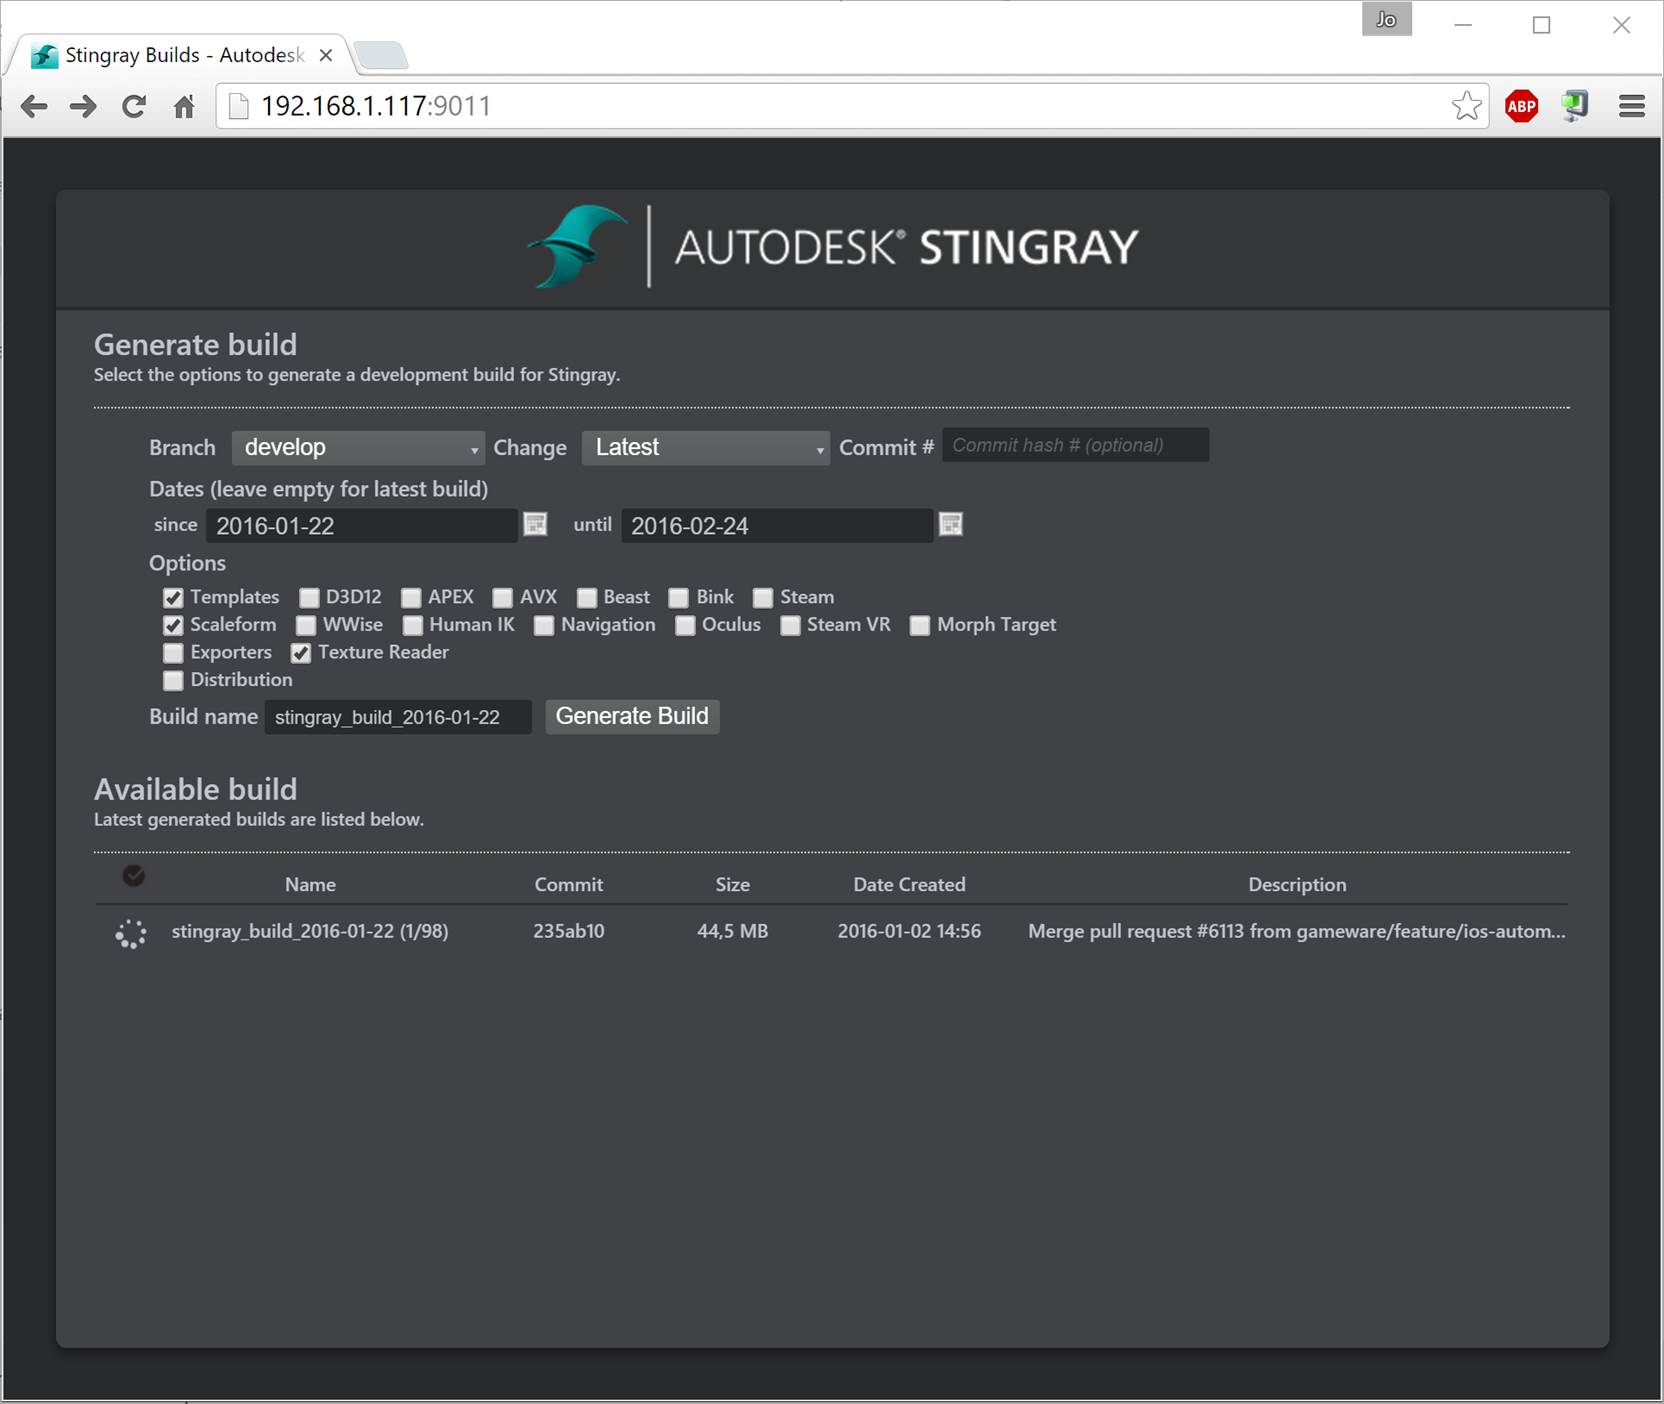 Jo
Stingray Builds - Autodesk
192.168.1.117:9011
ABP
AUTODESK® STINGRAY
Generate build
Select the options to generate a development build for Stingray.
Branch develop Change Latest Commit # Commit hash # (optional)
Dates (leave empty for latest build)
since 2016-01-22 until 2016-02-24
Options
Templates D3D12 APEX AVX Beast Bink Steam
Scaleform WWise Human IK Navigation Oculus Steam VR Morph Target
Exporters Texture Reader
Distribution
Build name stingray_build_2016-01-22 Generate Build
Available build
Latest generated builds are listed below.
Name Commit Size Date Created Description
stingray_build_2016-01-22 (1/98) 235ab10 44,5 MB 2016-01-02 14:56 Merge pull request #6113 from gameware/feature/ios-autom...